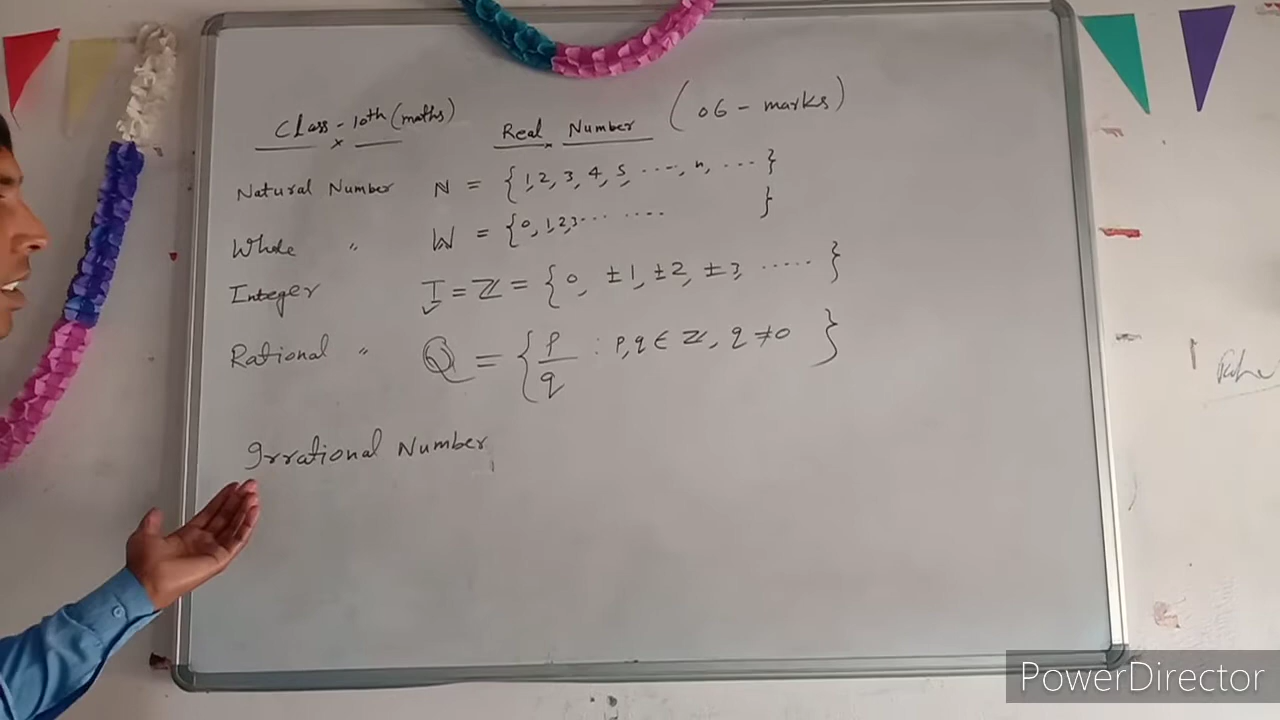 Class - 10th (maths) Real Number (06 - marks)
Natural Number N = {1, 2, 3, 4, 5, ....., n, .... }
Whole " W = {0, 1, 2, 3... ..... }
Integer I = ℤ = {0, ±1, ±2, ±3, ..... }
Rational " Q = {p/q : p, q ∈ ℤ, q ≠ 0 }
Irrational Number
PowerDirector